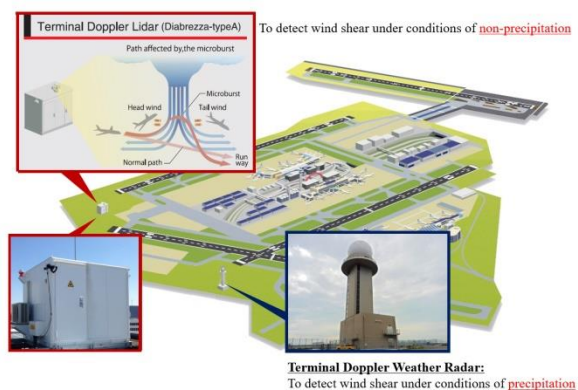 Terminal Doppler Lidar (Diabrezza-typeA)
To detect wind shear under conditions of non-precipitation
Path affected by,the microburst
Microburst
Head wind
Tail wind
Normal path
Run
way
Terminal Doppler Weather Radar:
To detect wind shear under conditions of precipitation